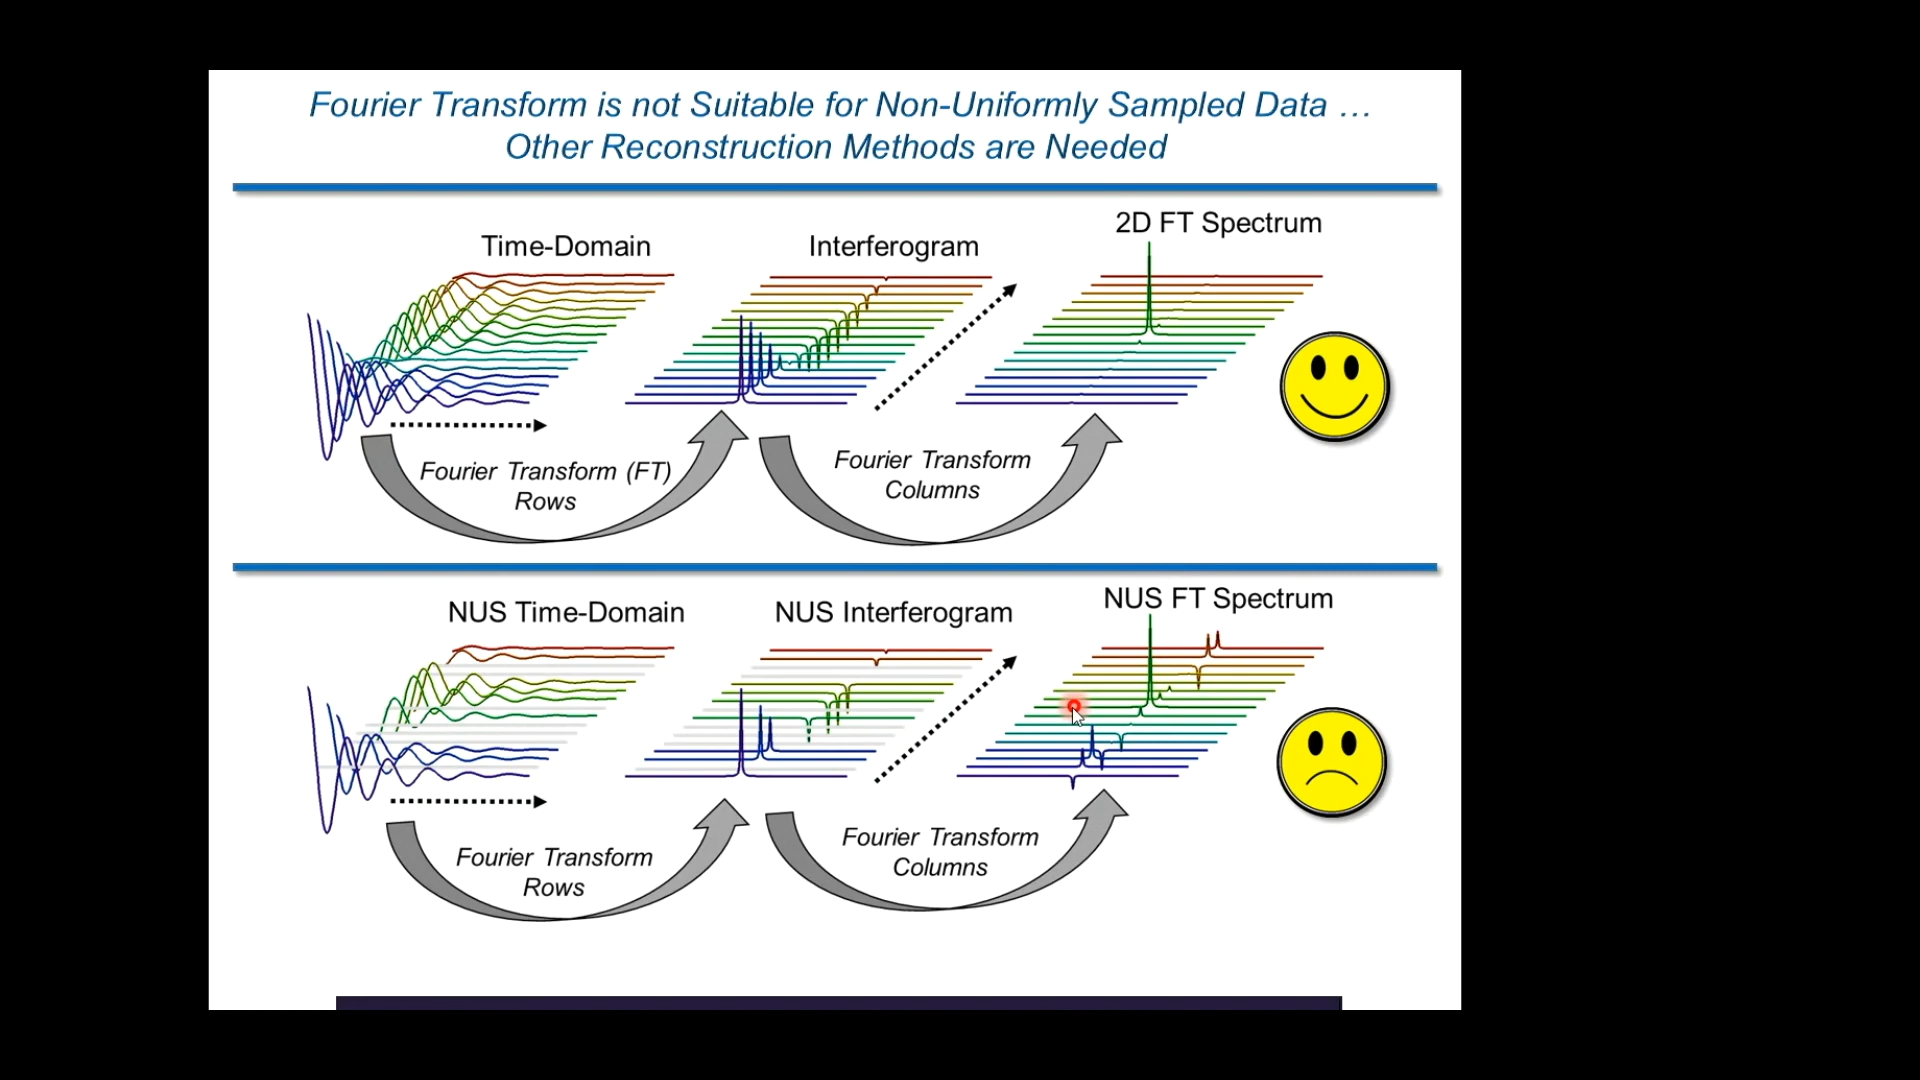 Fourier Transform is not Suitable for Non-Uniformly Sampled Data …
Other Reconstruction Methods are Needed
Time-Domain
Interferogram
2D FT Spectrum
Fourier Transform (FT)
Rows
Fourier Transform
Columns
NUS Time-Domain
NUS Interferogram
NUS FT Spectrum
Fourier Transform
Rows
Fourier Transform
Columns